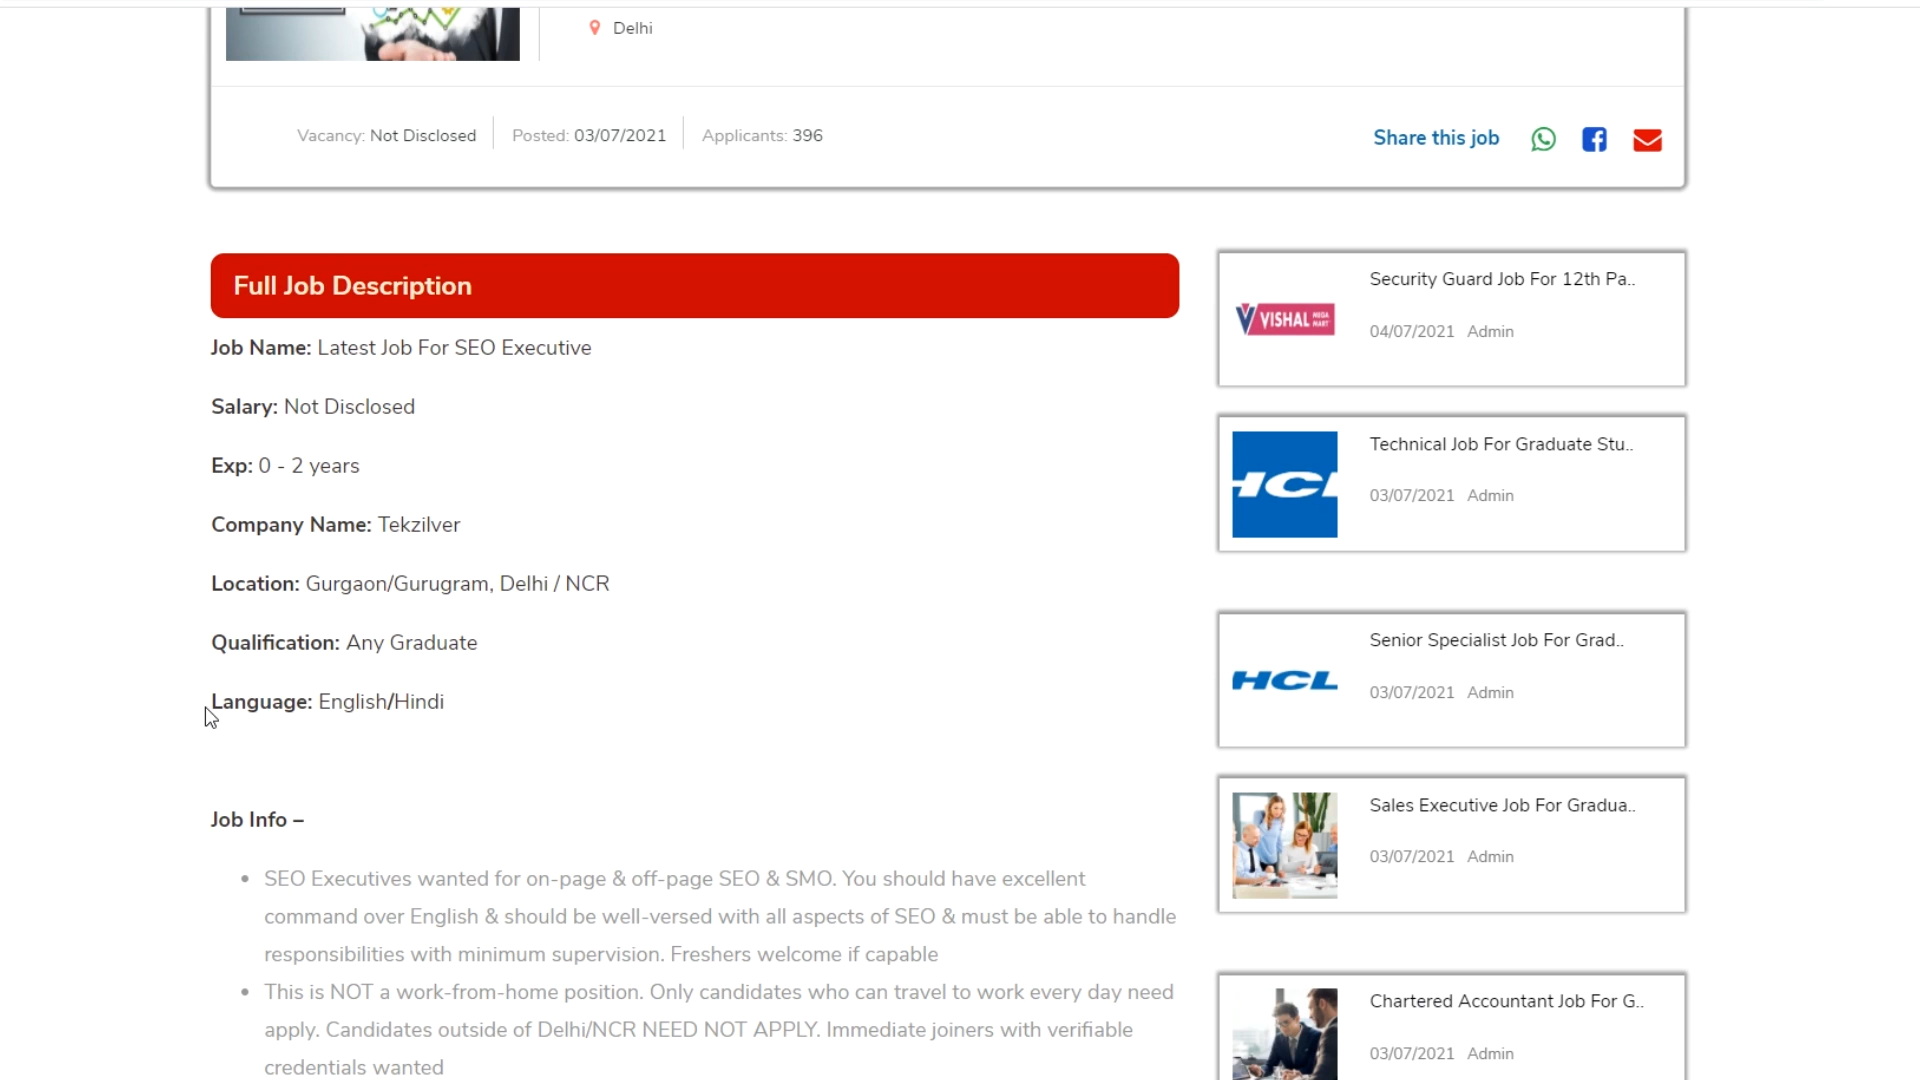 Delhi
Vacancy: Not Disclosed
Posted: 03/07/2021
Applicants: 396
Share this job
Full Job Description
Job Name: Latest Job For SEO Executive
Salary: Not Disclosed
Exp: 0 - 2 years
Company Name: Tekzilver
Location: Gurgaon/Gurugram, Delhi / NCR
Qualification: Any Graduate
Language: English/Hindi
Job Info –
• SEO Executives wanted for on-page & off-page SEO & SMO. You should have excellent
command over English & should be well-versed with all aspects of SEO & must be able to handle
responsibilities with minimum supervision. Freshers welcome if capable
• This is NOT a work-from-home position. Only candidates who can travel to work every day need
apply. Candidates outside of Delhi/NCR NEED NOT APPLY. Immediate joiners with verifiable
credentials wanted
VISHAL MEGA MART
Security Guard Job For 12th Pa..
04/07/2021 Admin
HCL
Technical Job For Graduate Stu..
03/07/2021 Admin
HCL
Senior Specialist Job For Grad..
03/07/2021 Admin
Sales Executive Job For Gradua..
03/07/2021 Admin
Chartered Accountant Job For G..
03/07/2021 Admin